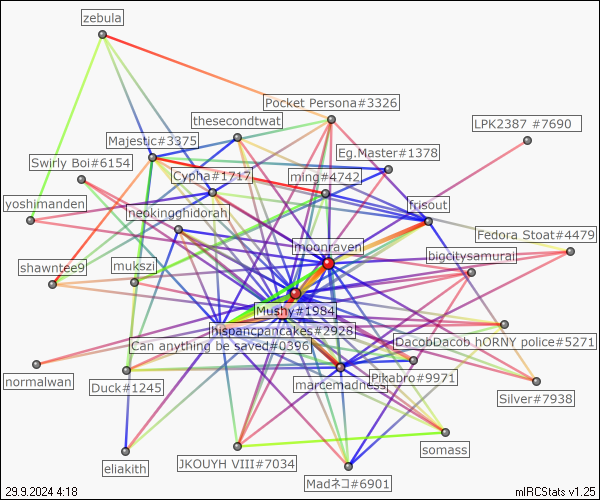 zebula
Pocket Persona#3326
thesecondtwat
LPK2387 #7690
Majestic#3375
Eg.Master#1378
Swirly Boi#6154
Cypha#1717
ming#4742
yoshimanden
neokingghidorah
frisout
Fedora Stoat#4479
moonraven
bigcitysamurai
shawntee9
mukszi
Mushy#1984
hispancpancakes#2928
Can anything be saved#0396
DacobDacob hORNY police#5271
normalwan
Duck#1245
marcemadness
Pikabro#9971
Silver#7938
somass
eliakith
JKOUYH VIII#7034
Madネコ#6901
29.9.2024 4:18
mIRCStats v1.25